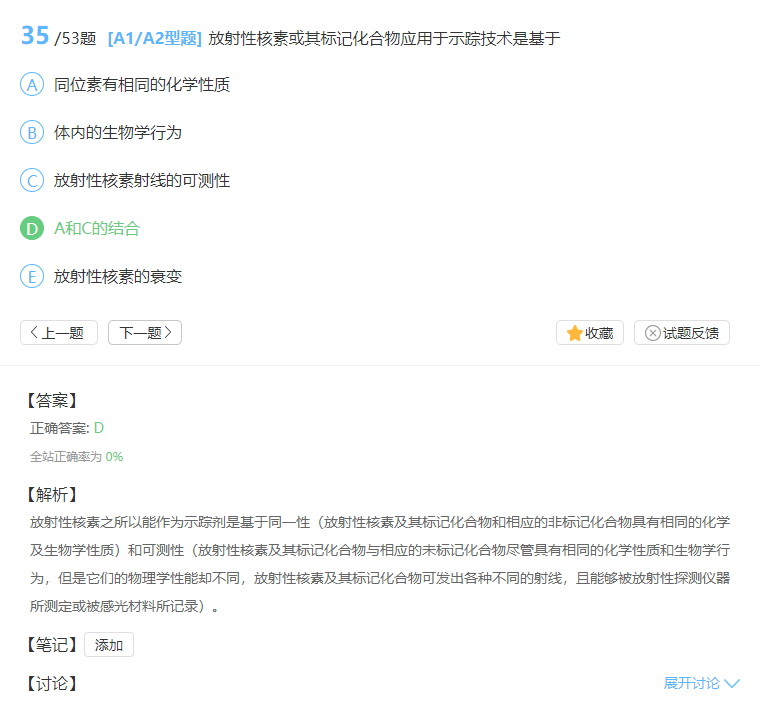 35 /53题 [A1/A2型题] 放射性核素或其标记化合物应用于示踪技术是基于
A 同位素有相同的化学性质
B 体内的生物学行为
C 放射性核素射线的可测性
D A和C的结合
E 放射性核素的衰变
上一题 下一题 收藏 试题反馈
【答案】
正确答案: D
全站正确率为 0%
【解析】
放射性核素之所以能作为示踪剂是基于同一性（放射性核素及其标记化合物和相应的非标记化合物具有相同的化学
及生物学性质）和可测性（放射性核素及其标记化合物与相应的未标记化合物尽管具有相同的化学性质和生物学行
为，但是它们的物理学性能却不同，放射性核素及其标记化合物可发出各种不同的射线，且能够被放射性探测仪器
所测定或被感光材料所记录）。
【笔记】 添加
【讨论】 展开讨论